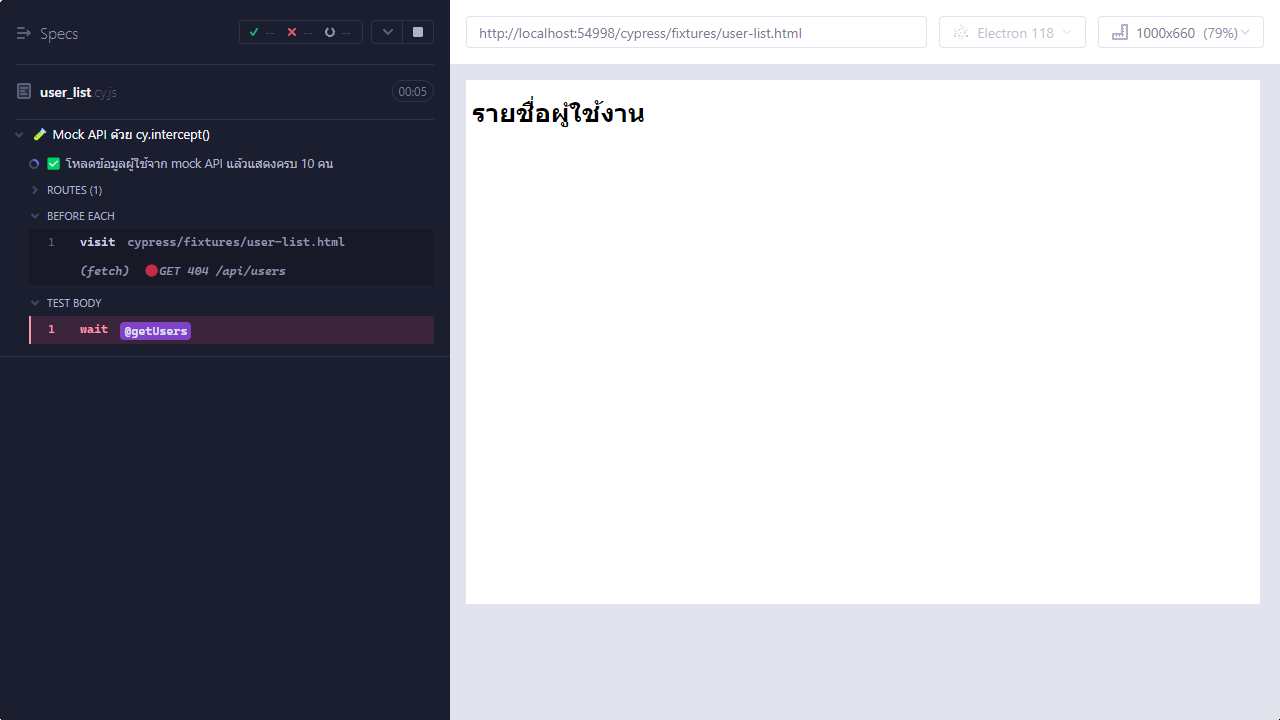 Specs
-- -- --
user_list.cy.js
00:05
Mock API ด้วย cy.intercept()
โหลดข้อมูลผู้ใช้จาก mock API แล้วแสดงครบ 10 คน
ROUTES (1)
BEFORE EACH
1 visit cypress/fixtures/user-list.html
(fetch) GET 404 /api/users
TEST BODY
1 wait @getUsers
http://localhost:54998/cypress/fixtures/user-list.html
Electron 118
1000x660 (79%)
รายชื่อผู้ใช้งาน